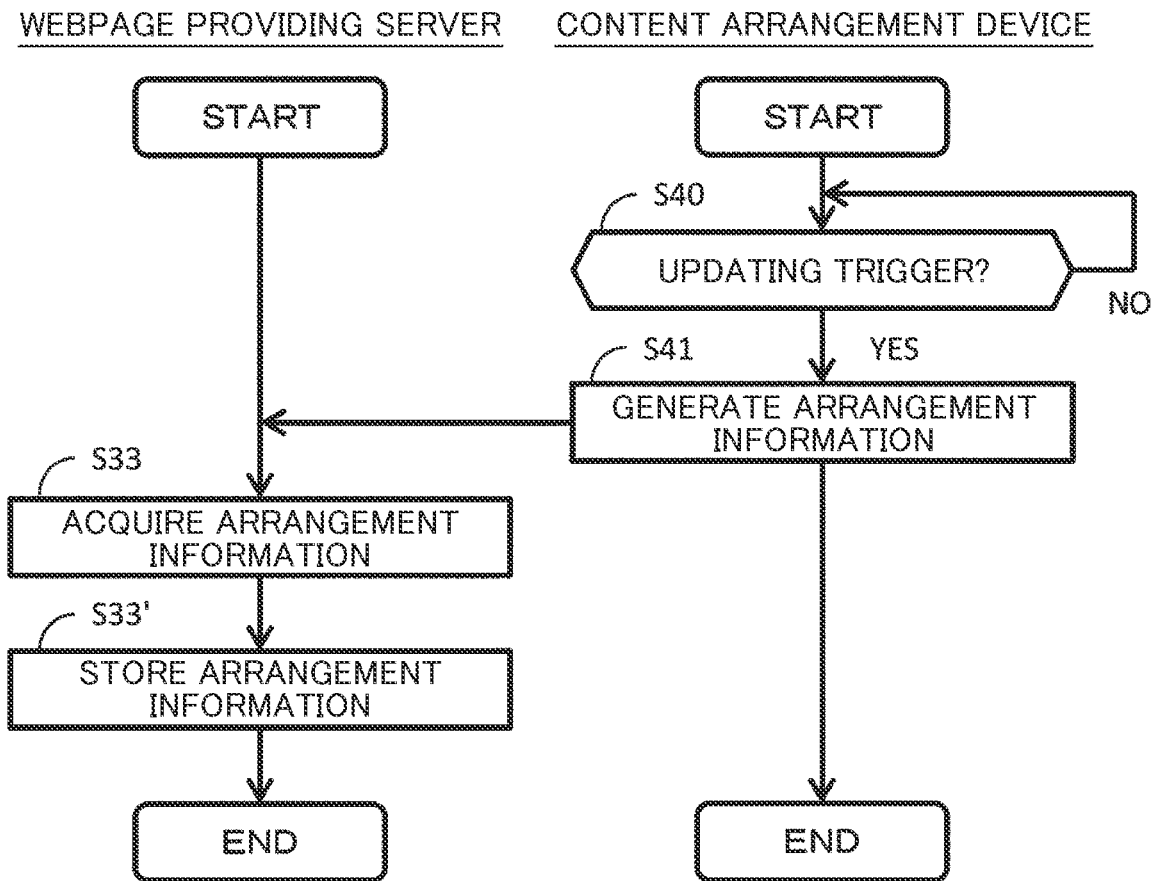 WEBPAGE PROVIDING SERVER
CONTENT ARRANGEMENT DEVICE
START
START
S40
UPDATING TRIGGER?
NO
S41
YES
GENERATE ARRANGEMENT
INFORMATION
S33
ACQUIRE ARRANGEMENT
INFORMATION
S33'
STORE ARRANGEMENT
INFORMATION
END
END